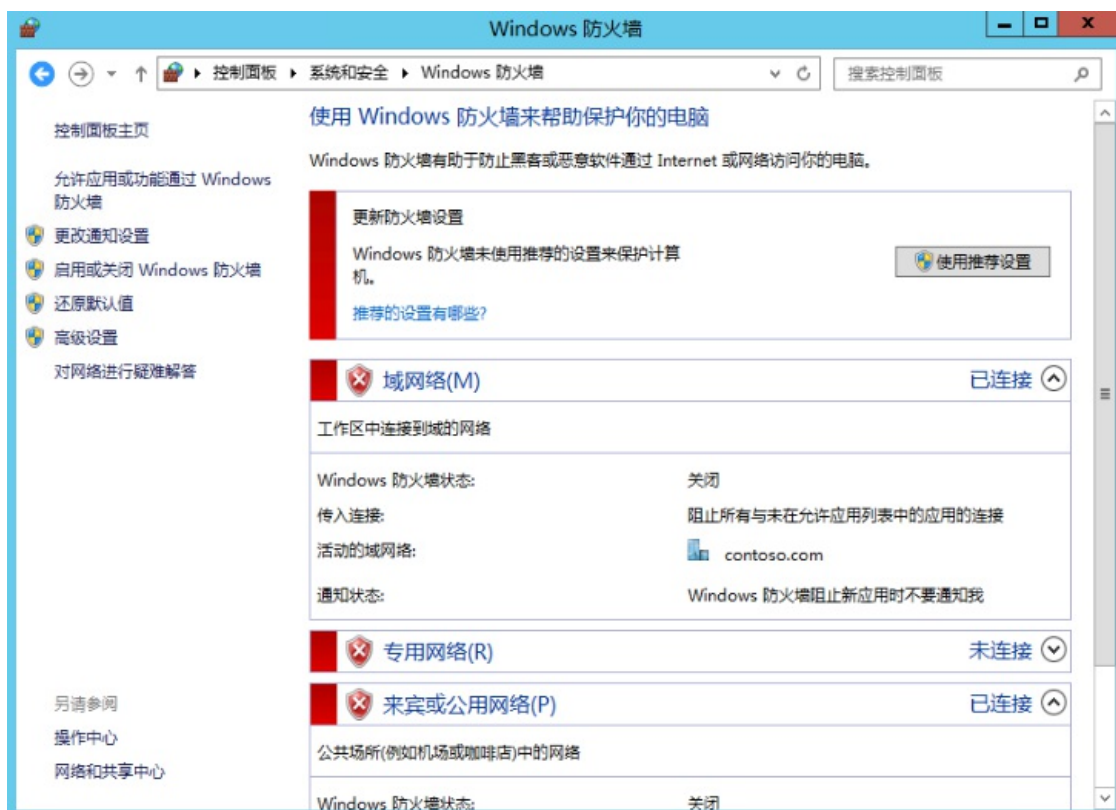 Windows 防火墙
控制面板 系统和安全 Windows 防火墙
搜索控制面板
控制面板主页
允许应用或功能通过 Windows
防火墙
更改通知设置
启用或关闭 Windows 防火墙
还原默认值
高级设置
对网络进行疑难解答
另请参阅
操作中心
网络和共享中心
使用 Windows 防火墙来帮助保护你的电脑
Windows 防火墙有助于防止黑客或恶意软件通过 Internet 或网络访问你的电脑。
更新防火墙设置
Windows 防火墙未使用推荐的设置来保护计算
机。
使用推荐设置
推荐的设置有哪些?
域网络(M) 已连接
工作区中连接到域的网络
Windows 防火墙状态: 关闭
传入连接: 阻止所有与未在允许应用列表中的应用的连接
活动的域网络: contoso.com
通知状态: Windows 防火墙阻止新应用时不要通知我
专用网络(R) 未连接
来宾或公用网络(P) 已连接
公共场所(例如机场或咖啡店)中的网络
Windows 防火墙状态: 关闭